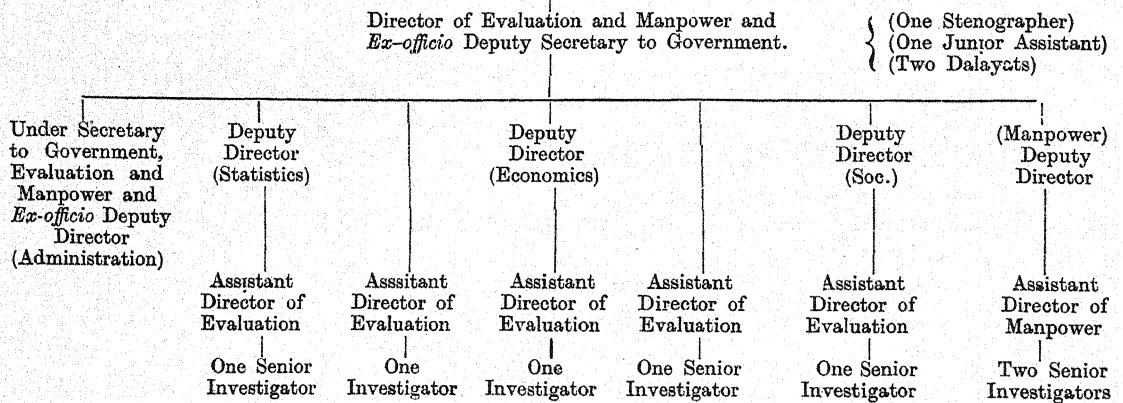 Director of Evaluation and Manpower and
Ex-officio Deputy Secretary to Government.
(One Stenographer)
(One Junior Assistant)
(Two Dalayats)
Under Secretary
to Government,
Evaluation and
Manpower and
Ex-officio Deputy
Director
(Administration)
Deputy
Director
(Statistics)
Deputy
Director
(Economics)
Deputy
Director
(Soc.)
(Manpower)
Deputy
Director
Assistant
Director of
Evaluation
Asssitant
Director of
Evaluation
Assistant
Director of
Evaluation
Assistant
Director of
Evaluation
Assistant
Director of
Evaluation
Assistant
Director of
Manpower
One Senior
Investigator
One
Investigator
One
Investigator
One Senior
Investigator
One Senior
Investigator
Two Senior
Investigators